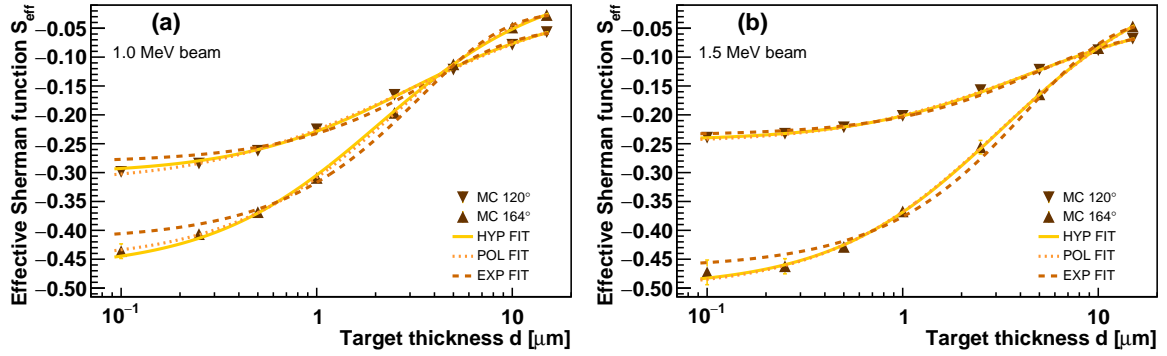 Effective Sherman function S_eff
−0.05
−0.10
−0.15
−0.20
−0.25
−0.30
−0.35
−0.40
−0.45
−0.50
(a)
1.0 MeV beam
MC 120°
MC 164°
HYP FIT
POL FIT
EXP FIT
10⁻¹ 1 10
Target thickness d [μm]
Effective Sherman function S_eff
−0.05
−0.10
−0.15
−0.20
−0.25
−0.30
−0.35
−0.40
−0.45
−0.50
(b)
1.5 MeV beam
MC 120°
MC 164°
HYP FIT
POL FIT
EXP FIT
10⁻¹ 1 10
Target thickness d [μm]